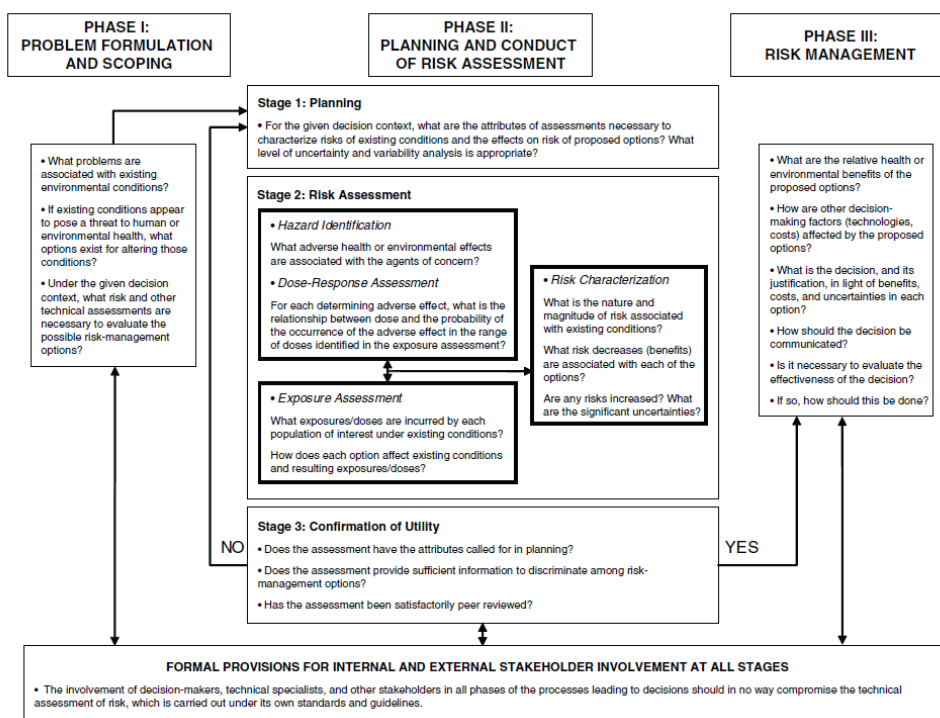 PHASE I:
PROBLEM FORMULATION
AND SCOPING
PHASE II:
PLANNING AND CONDUCT
OF RISK ASSESSMENT
PHASE III:
RISK MANAGEMENT
• What problems are
associated with existing
environmental conditions?
• If existing conditions appear
to pose a threat to human or
environmental health, what
options exist for altering those
conditions?
• Under the given decision
context, what risk and other
technical assessments are
necessary to evaluate the
possible risk-management
options?
Stage 1: Planning
• For the given decision context, what are the attributes of assessments necessary to
characterize risks of existing conditions and the effects on risk of proposed options? What
level of uncertainty and variability analysis is appropriate?
Stage 2: Risk Assessment
• Hazard Identification
What adverse health or environmental effects
are associated with the agents of concern?
• Dose-Response Assessment
For each determining adverse effect, what is the
relationship between dose and the probability
of the occurrence of the adverse effect in the range
of doses identified in the exposure assessment?
• Exposure Assessment
What exposures/doses are incurred by each
population of interest under existing conditions?
How does each option affect existing conditions
and resulting exposures/doses?
• Risk Characterization
What is the nature and
magnitude of risk associated
with existing conditions?
What risk decreases (benefits)
are associated with each of the
options?
Are any risks increased? What
are the significant uncertainties?
Stage 3: Confirmation of Utility
• Does the assessment have the attributes called for in planning?
• Does the assessment provide sufficient information to discriminate among risk-
management options?
• Has the assessment been satisfactorily peer reviewed?
NO
YES
• What are the relative health or
environmental benefits of the
proposed options?
• How are other decision-
making factors (technologies,
costs) affected by the proposed
options?
• What is the decision, and its
justification, in light of benefits,
costs, and uncertainties in each
option?
• How should the decision be
communicated?
• Is it necessary to evaluate the
effectiveness of the decision?
• If so, how should this be done?
FORMAL PROVISIONS FOR INTERNAL AND EXTERNAL STAKEHOLDER INVOLVEMENT AT ALL STAGES
• The involvement of decision-makers, technical specialists, and other stakeholders in all phases of the processes leading to decisions should in no way compromise the technical
assessment of risk, which is carried out under its own standards and guidelines.